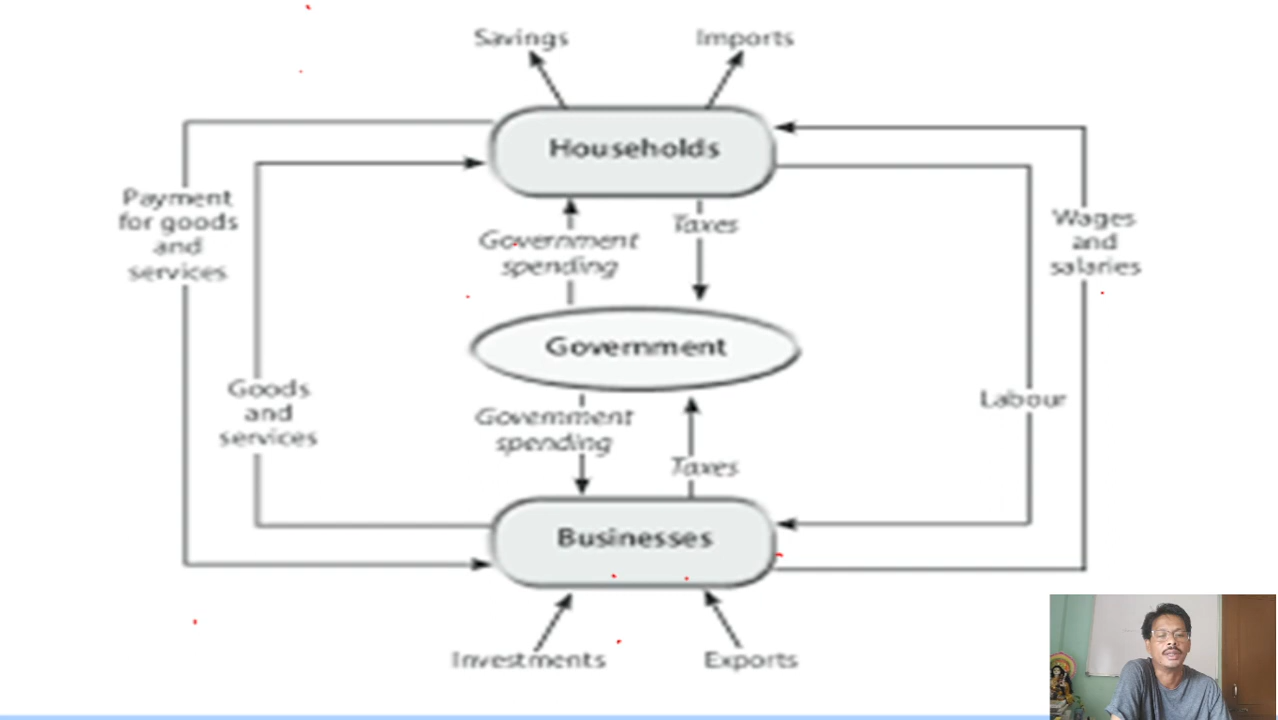 Savings
Imports
Households
Payment
for goods
and
services
Government
spending
Taxes
Wages
and
salaries
Government
Goods
and
services
Government
spending
Taxes
Labour
Businesses
Investments
Exports